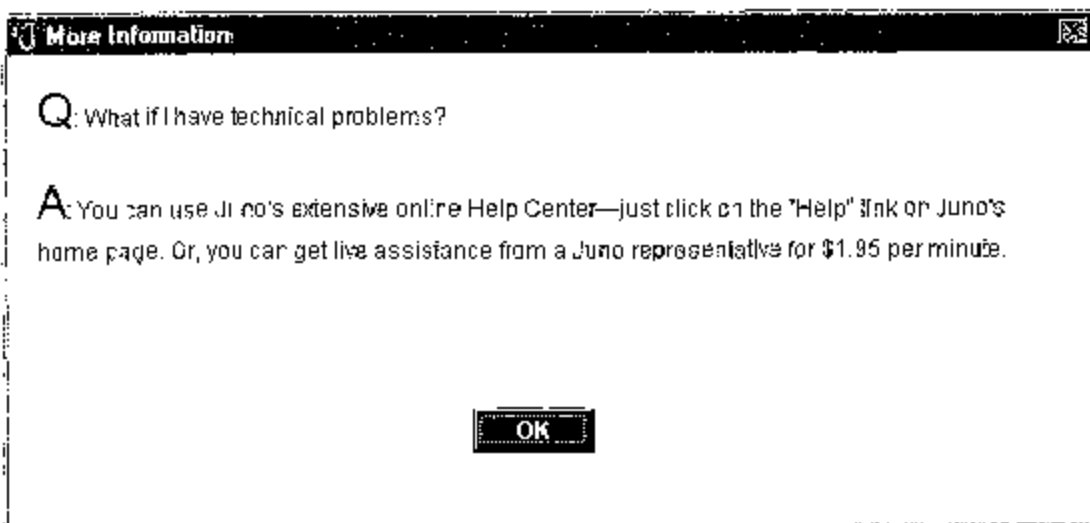 More Information
Q: What if I have technical problems?
A: You can use Juno's extensive online Help Center—just click on the "Help" link on Juno's
home page. Or, you can get live assistance from a Juno representative for $1.95 per minute.
OK